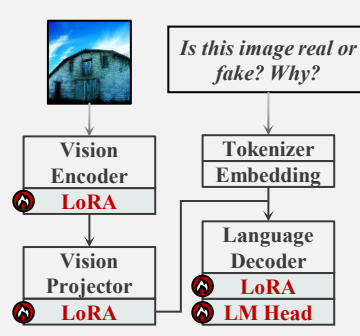 Is this image real or
fake? Why?
Vision
Encoder
LoRA
Tokenizer
Embedding
Vision
Projector
LoRA
Language
Decoder
LoRA
LM Head